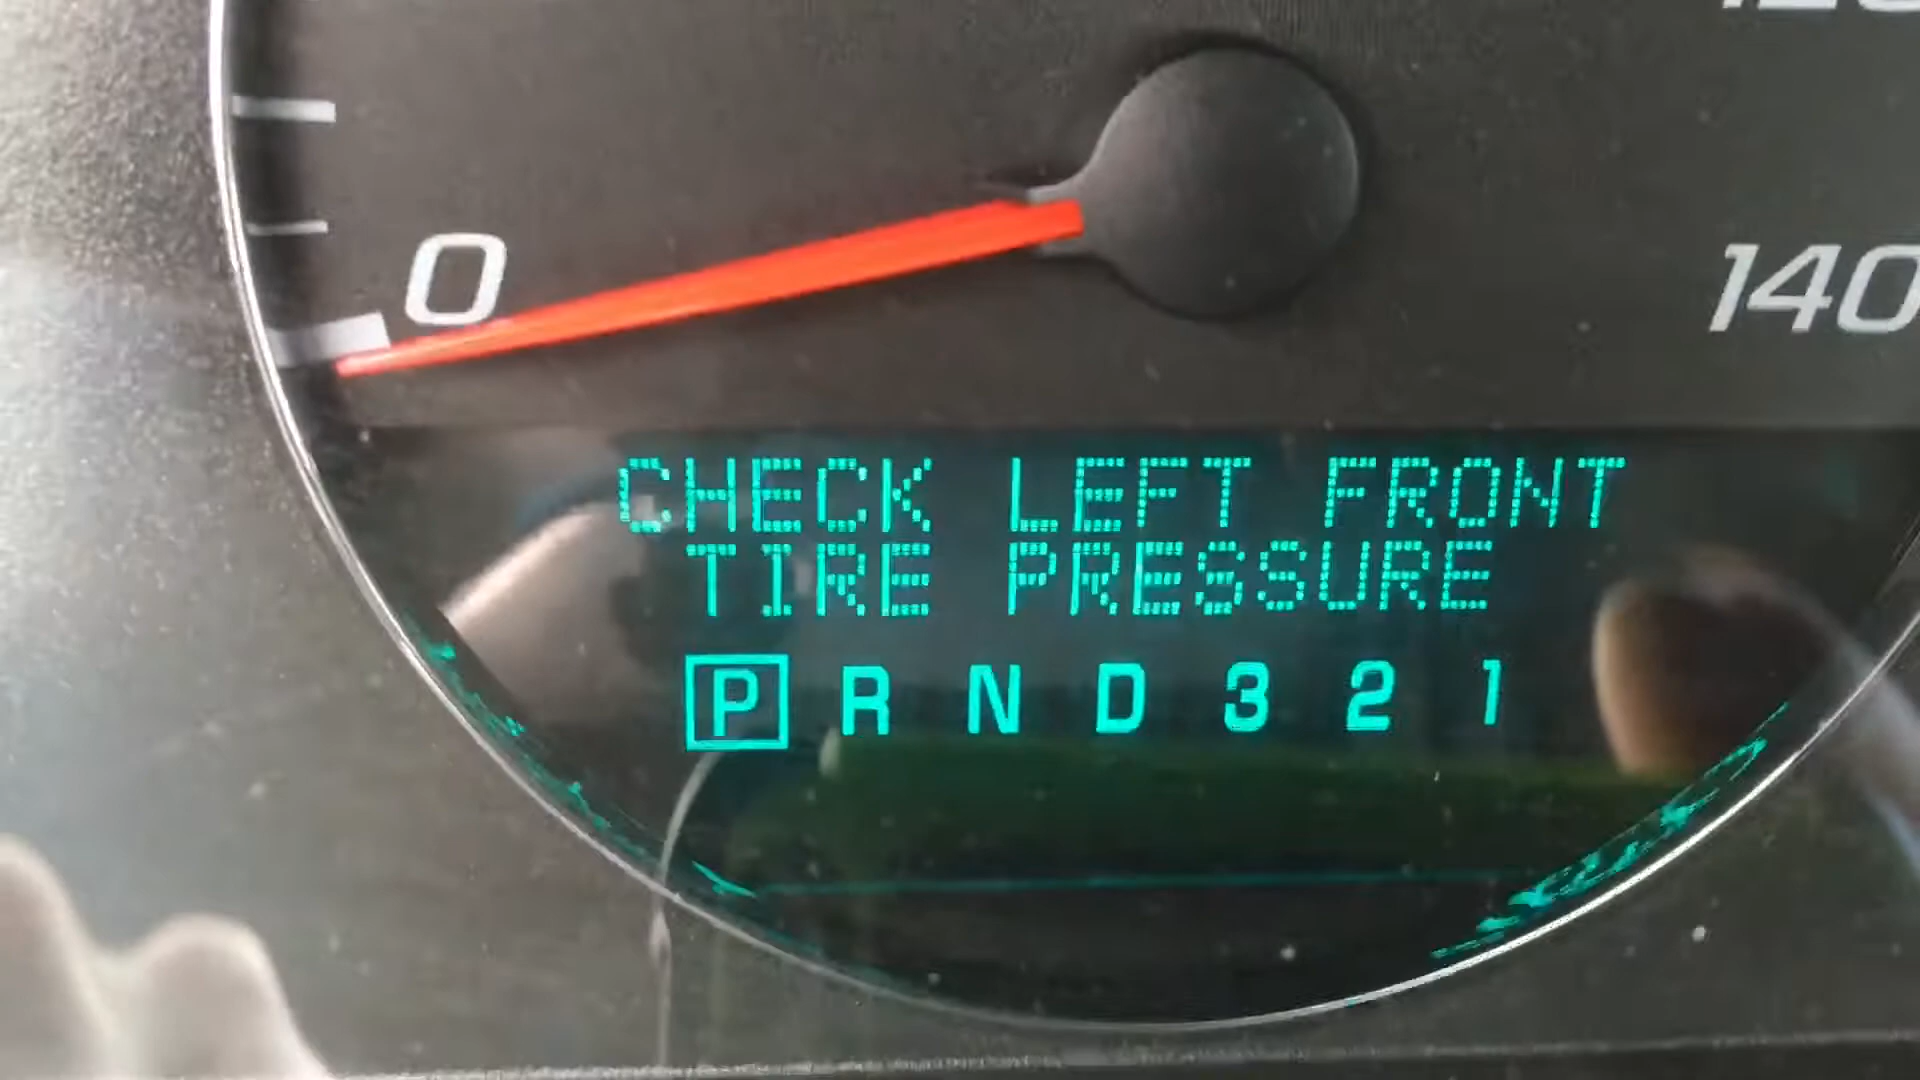 0
140
CHECK LEFT FRONT
TIRE PRESSURE
P R N D 3 2 1